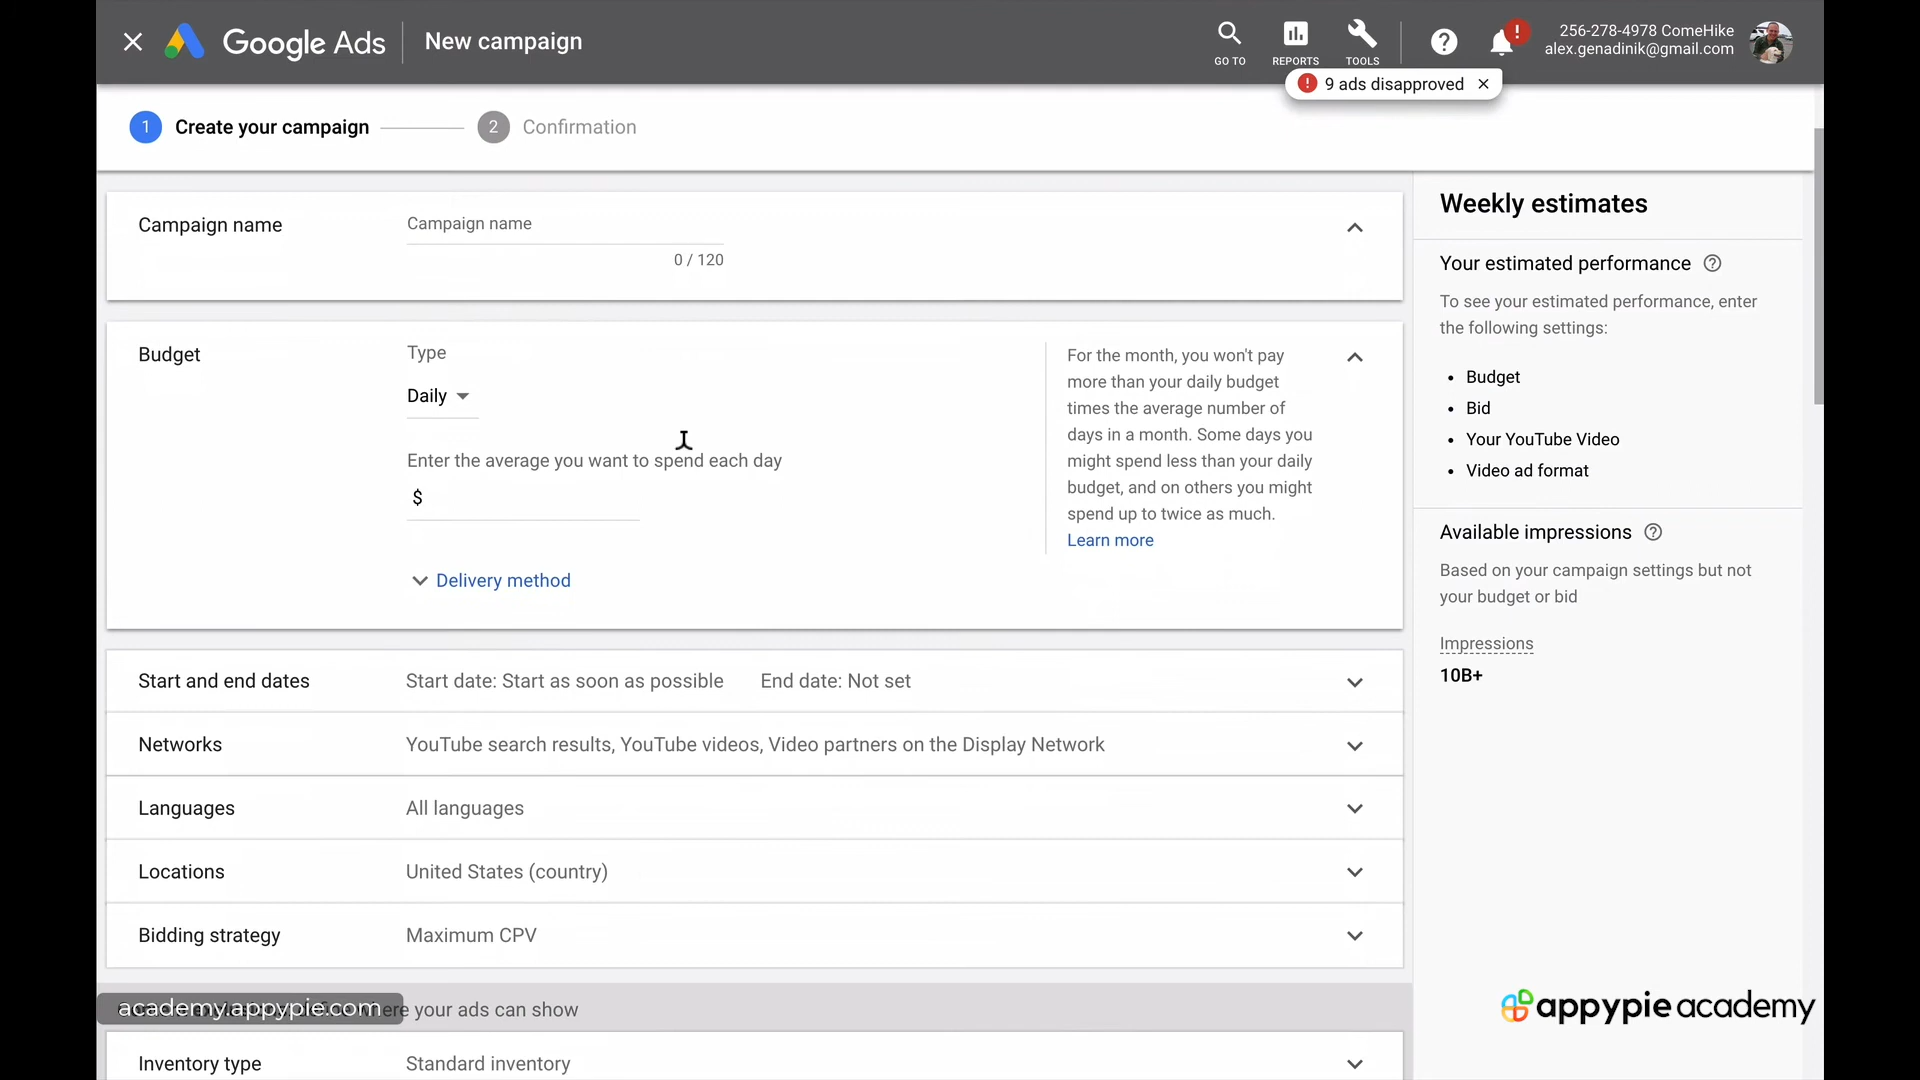 Google Ads
New campaign
GO TO
REPORTS
TOOLS
256-278-4978 ComeHike
alex.genadinik@gmail.com
9 ads disapproved
1 Create your campaign
2 Confirmation
Campaign name
Campaign name
0 / 120
Budget
Type
Daily
Enter the average you want to spend each day
$
Delivery method
For the month, you won't pay
more than your daily budget
times the average number of
days in a month. Some days you
might spend less than your daily
budget, and on others you might
spend up to twice as much.
Learn more
Start and end dates
Start date: Start as soon as possible
End date: Not set
Networks
YouTube search results, YouTube videos, Video partners on the Display Network
Languages
All languages
Locations
United States (country)
Bidding strategy
Maximum CPV
your ads can show
academy.appypie.com
Inventory type
Standard inventory
Weekly estimates
Your estimated performance
To see your estimated performance, enter
the following settings:
• Budget
• Bid
• Your YouTube Video
• Video ad format
Available impressions
Based on your campaign settings but not
your budget or bid
Impressions
10B+
appypie academy